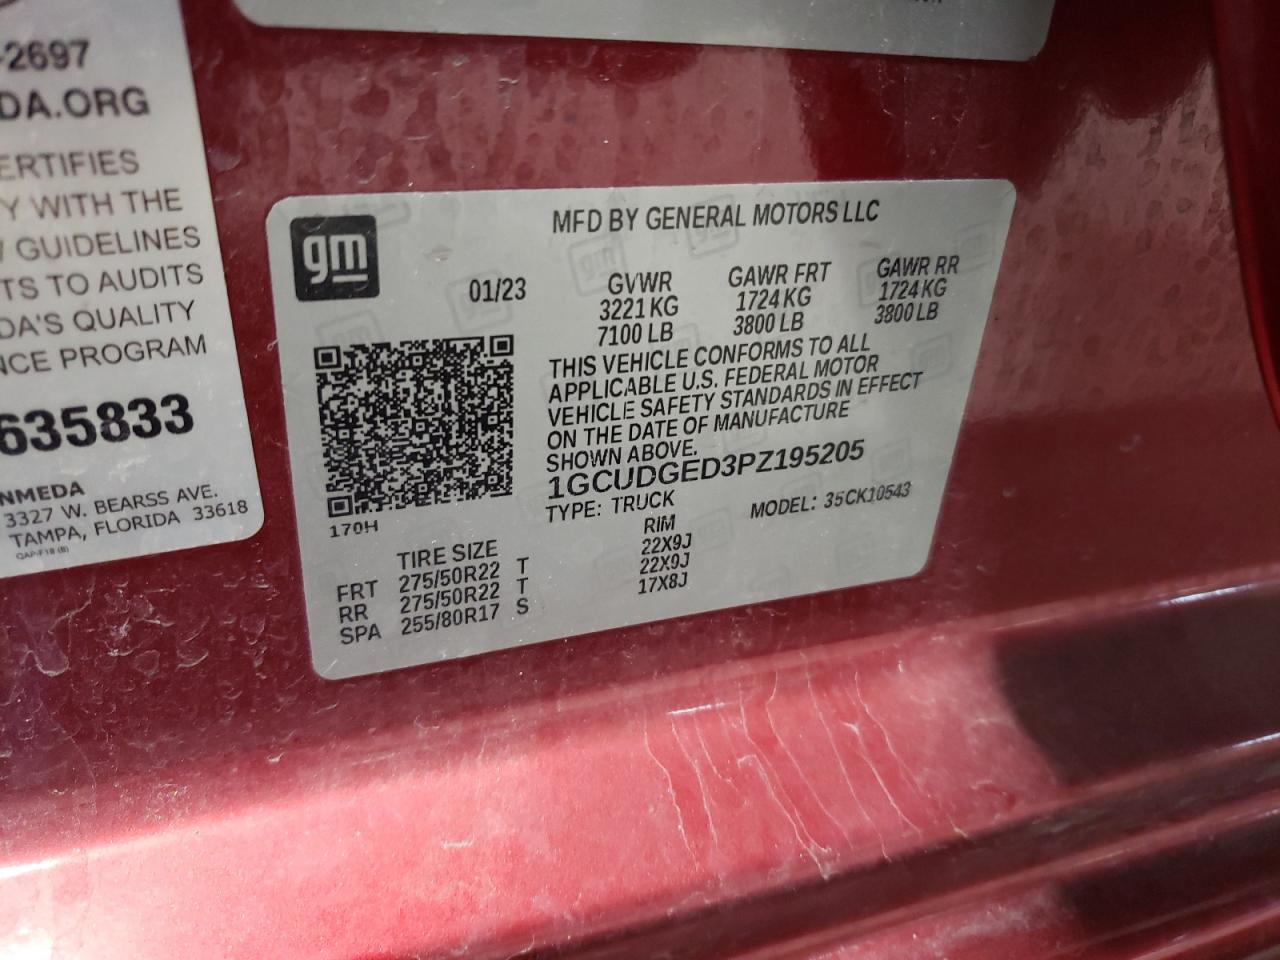 -2697
DA.ORG
ERTIFIES
Y WITH THE
GUIDELINES
TS TO AUDITS
DA'S QUALITY
NCE PROGRAM
635833
NMEDA
3327 W. BEARSS AVE.
TAMPA, FLORIDA 33618
QAP-F18 (B)
gm
MFD BY GENERAL MOTORS LLC
01/23
GVWR GAWR FRT GAWR RR
3221 KG 1724 KG 1724 KG
7100 LB 3800 LB 3800 LB
THIS VEHICLE CONFORMS TO ALL
APPLICABLE U.S. FEDERAL MOTOR
VEHICLE SAFETY STANDARDS IN EFFECT
ON THE DATE OF MANUFACTURE
SHOWN ABOVE.
1GCUDGED3PZ195205
TYPE: TRUCK MODEL: 35CK10543
170H
TIRE SIZE RIM
FRT 275/50R22 T 22X9J
RR 275/50R22 T 22X9J
SPA 255/80R17 S 17X8J